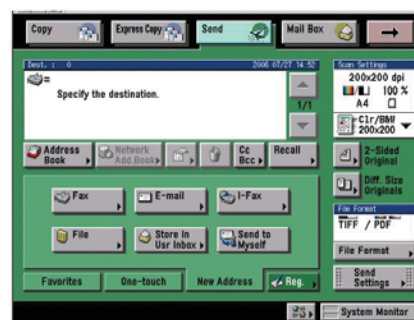 Copy
Express Copy
Send
Mail Box
Dest. : 0
2006 07/27 14:52
Specify the destination.
1/1
Address Book
Network Add.Book
Cc Bcc
Recall
Fax
E-mail
I-Fax
File
Store In Usr Inbox
Send to Myself
Favorites
One-touch
New Address
Reg.
Scan Settings
200x200 dpi
100 %
A4
Clr/BMW
200x200
2-Sided Original
Diff. Size Originals
File Format
TIFF / PDF
File Format
Send Settings
System Monitor